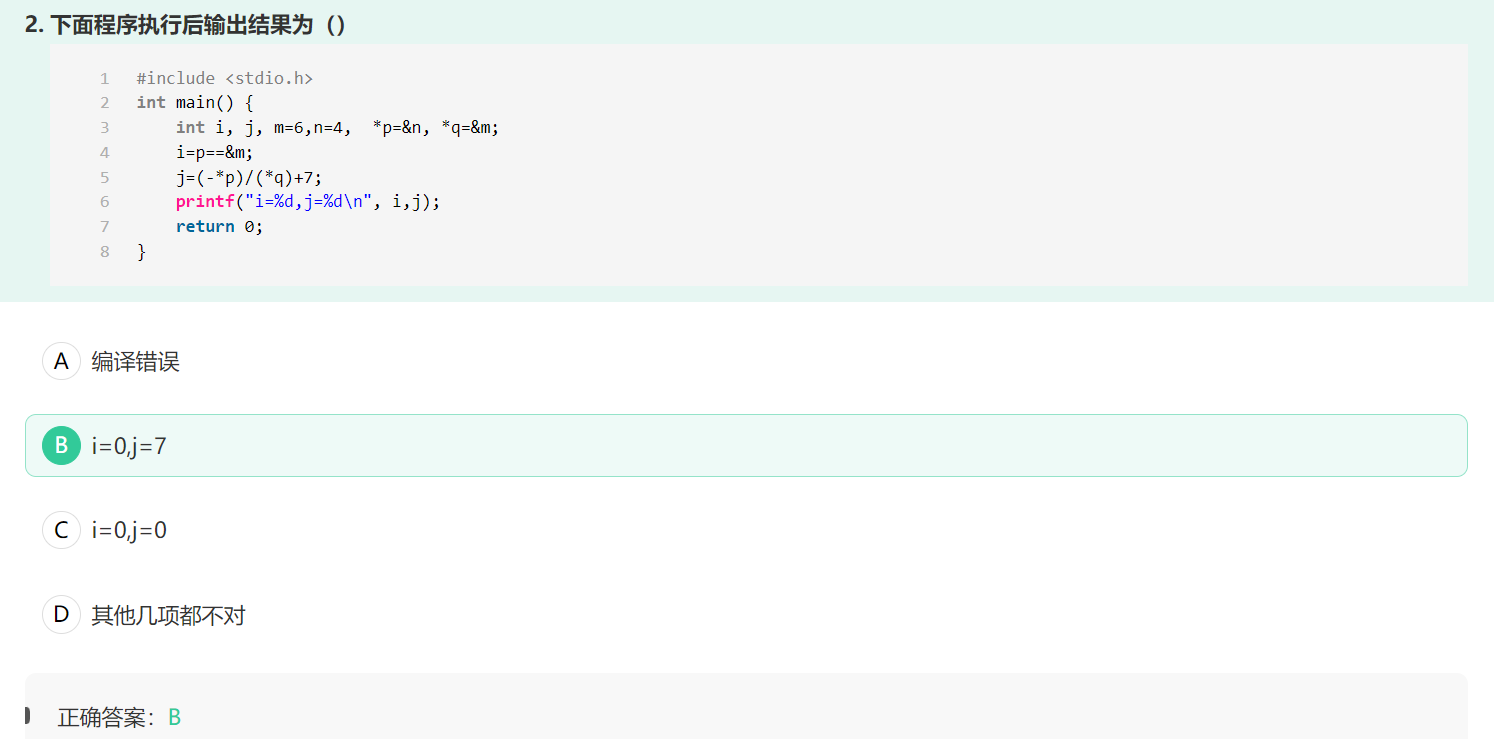 2. 下面程序执行后输出结果为（）
1 #include <stdio.h>
2 int main() {
3     int i, j, m=6,n=4,  *p=&n, *q=&m;
4     i=p==&m;
5     j=(-*p)/(*q)+7;
6     printf("i=%d,j=%d\n", i,j);
7     return 0;
8 }
A 编译错误
B i=0,j=7
C i=0,j=0
D 其他几项都不对
正确答案：B